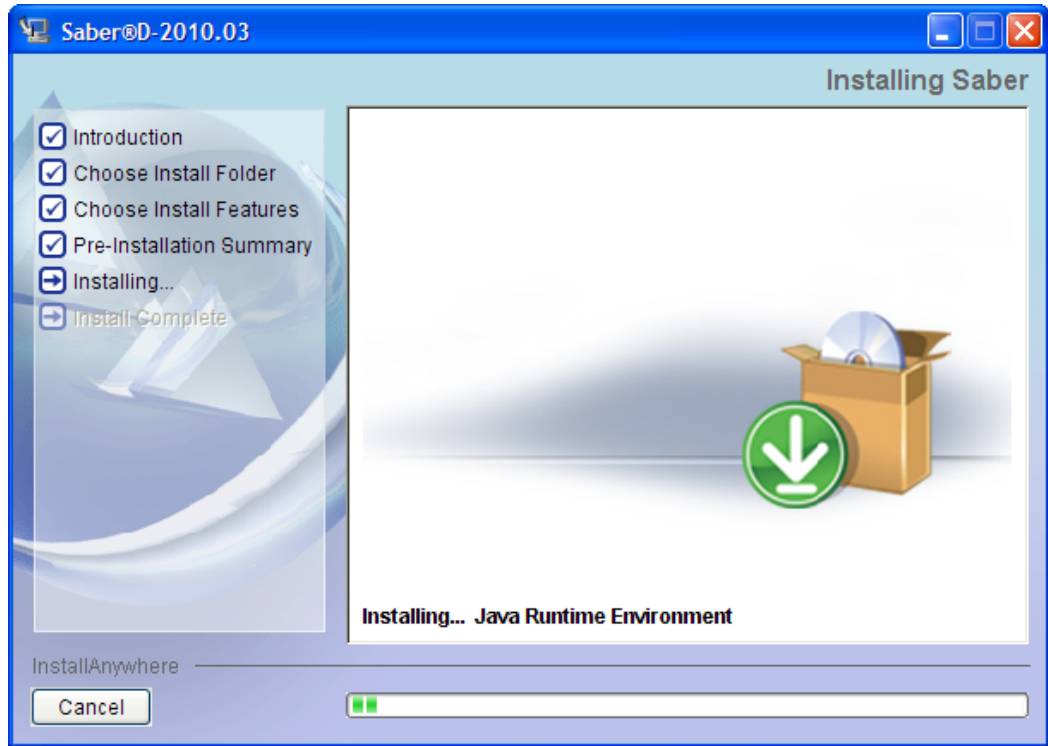 Saber®D-2010.03
Installing Saber
Introduction
Choose Install Folder
Choose Install Features
Pre-Installation Summary
Installing...
Install Complete
Installing... Java Runtime Environment
InstallAnywhere
Cancel